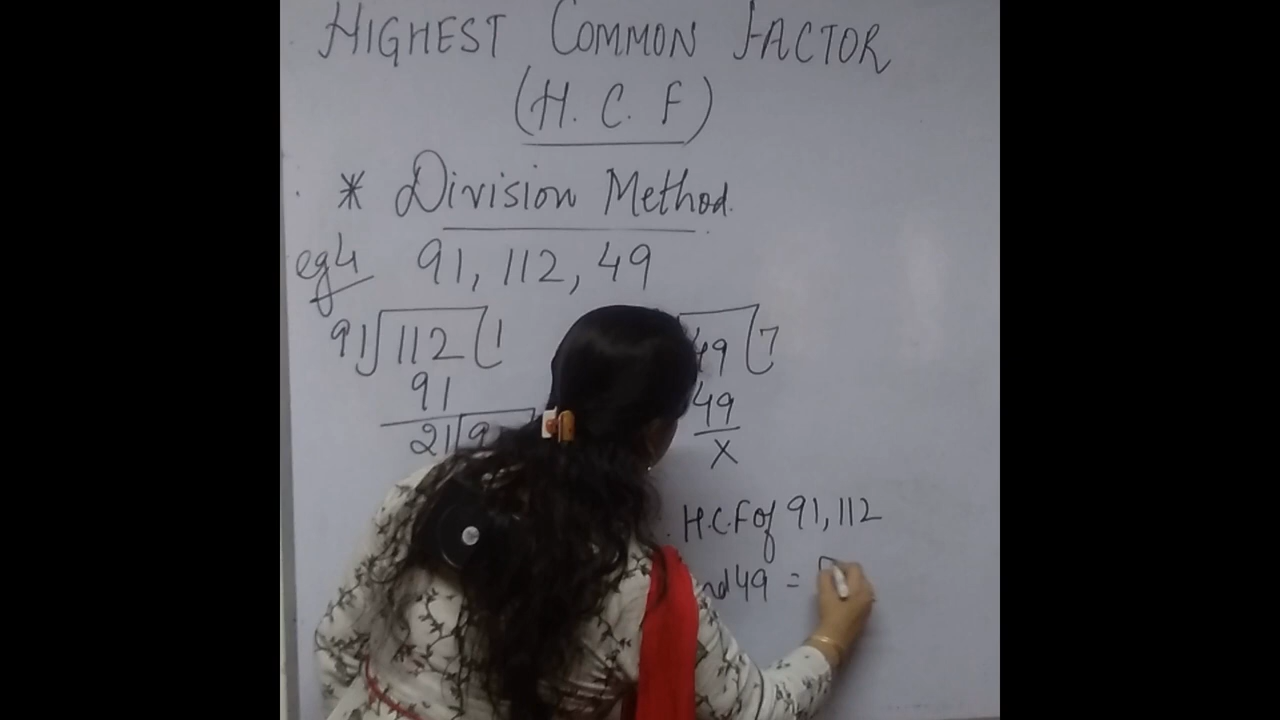 HIGHEST COMMON FACTOR
(H. C. F)
* Division Method.
eg4 91, 112, 49
91 112 1
49 7
91
49
21 9
X
H.C.F of 91, 112
49 =